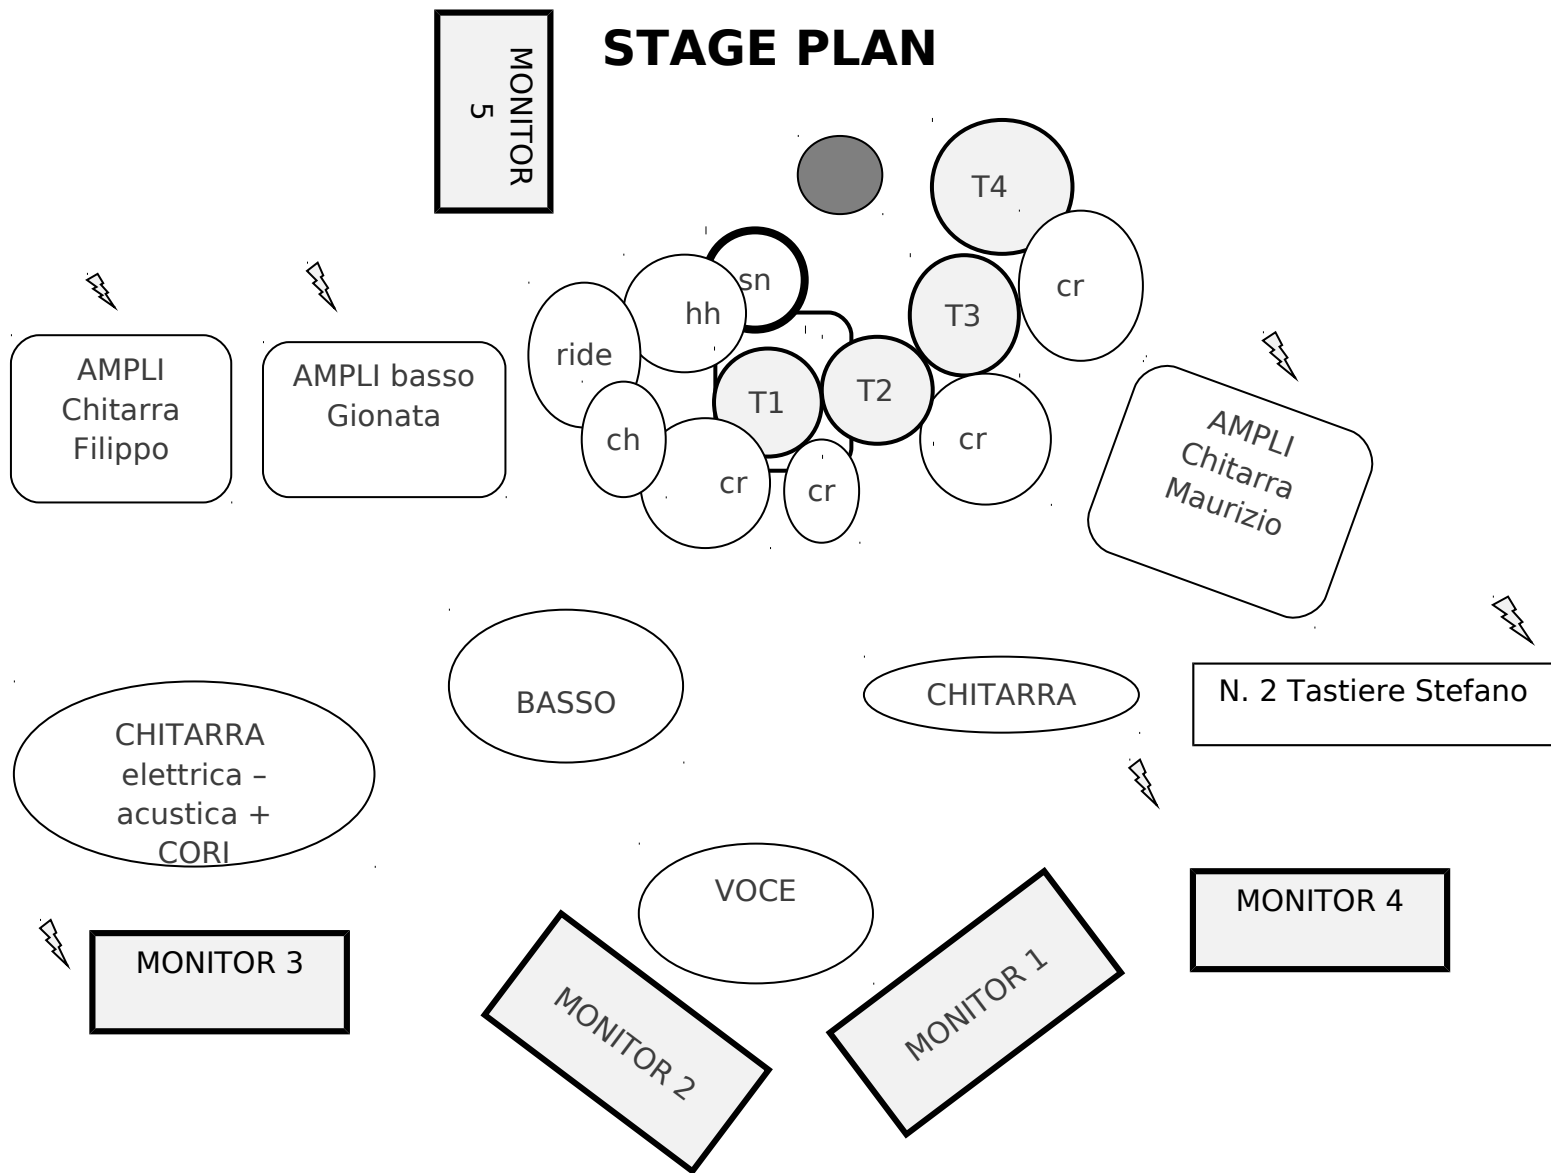 STAGE PLAN
MONITOR
5
T4
sn
cr
hh
T3
ride
AMPLI
Chitarra
Filippo
AMPLI basso
Gionata
T1
T2
ch
cr
cr
cr
AMPLI
Chitarra
Maurizio
BASSO
CHITARRA
N. 2 Tastiere Stefano
CHITARRA
elettrica –
acustica +
CORI
VOCE
MONITOR 4
MONITOR 3
MONITOR 2
MONITOR 1